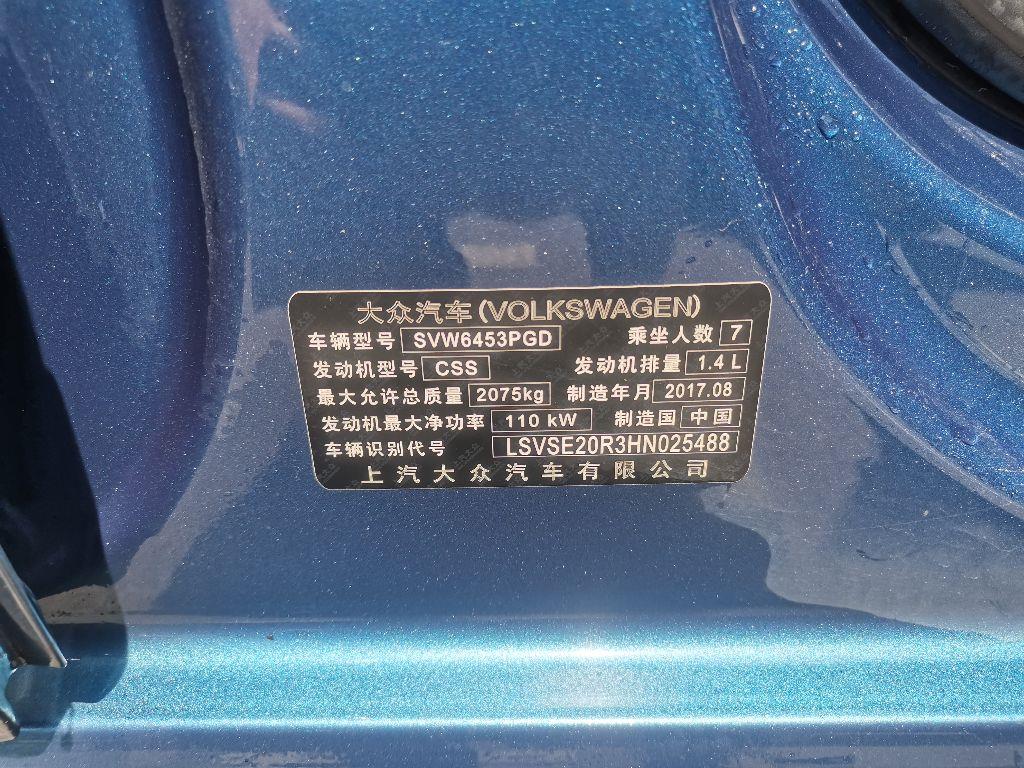 大众汽车(VOLKSWAGEN)
车辆型号 SVW6453PGD 乘坐人数 7
发动机型号 CSS 发动机排量 1.4 L
最大允许总质量 2075kg 制造年月 2017.08
发动机最大净功率 110 kW 制造国 中国
车辆识别代号 LSVSE20R3HN025488
上汽大众汽车有限公司